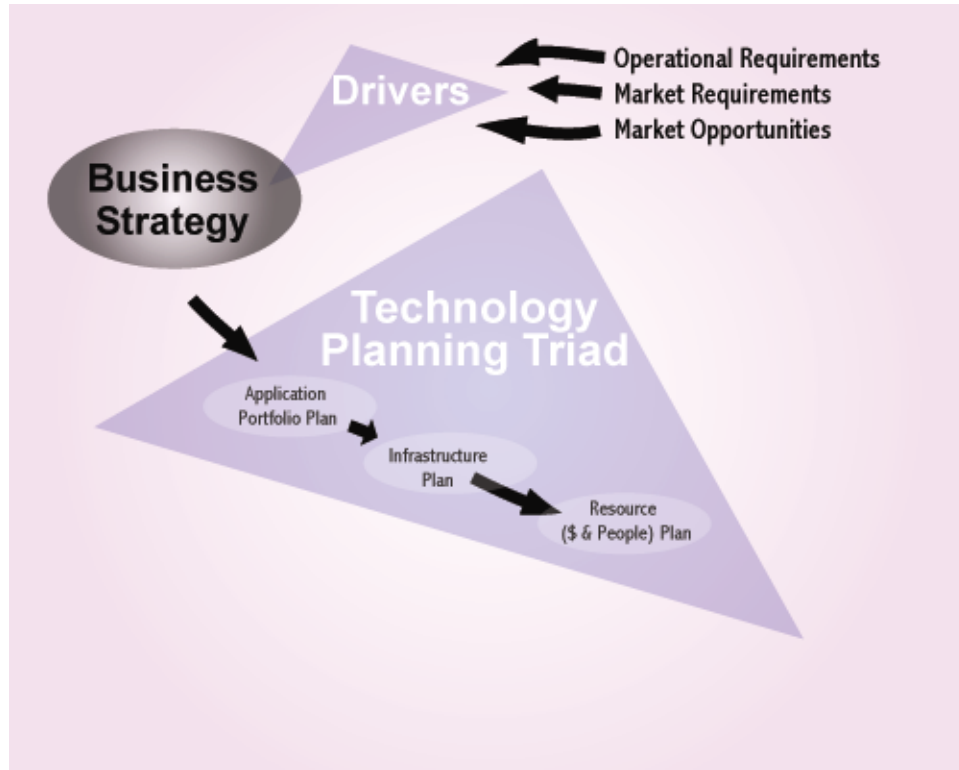 Drivers
Operational Requirements
Market Requirements
Market Opportunities
Business
Strategy
Technology
Planning Triad
Application
Portfolio Plan
Infrastructure
Plan
Resource
($ & People) Plan